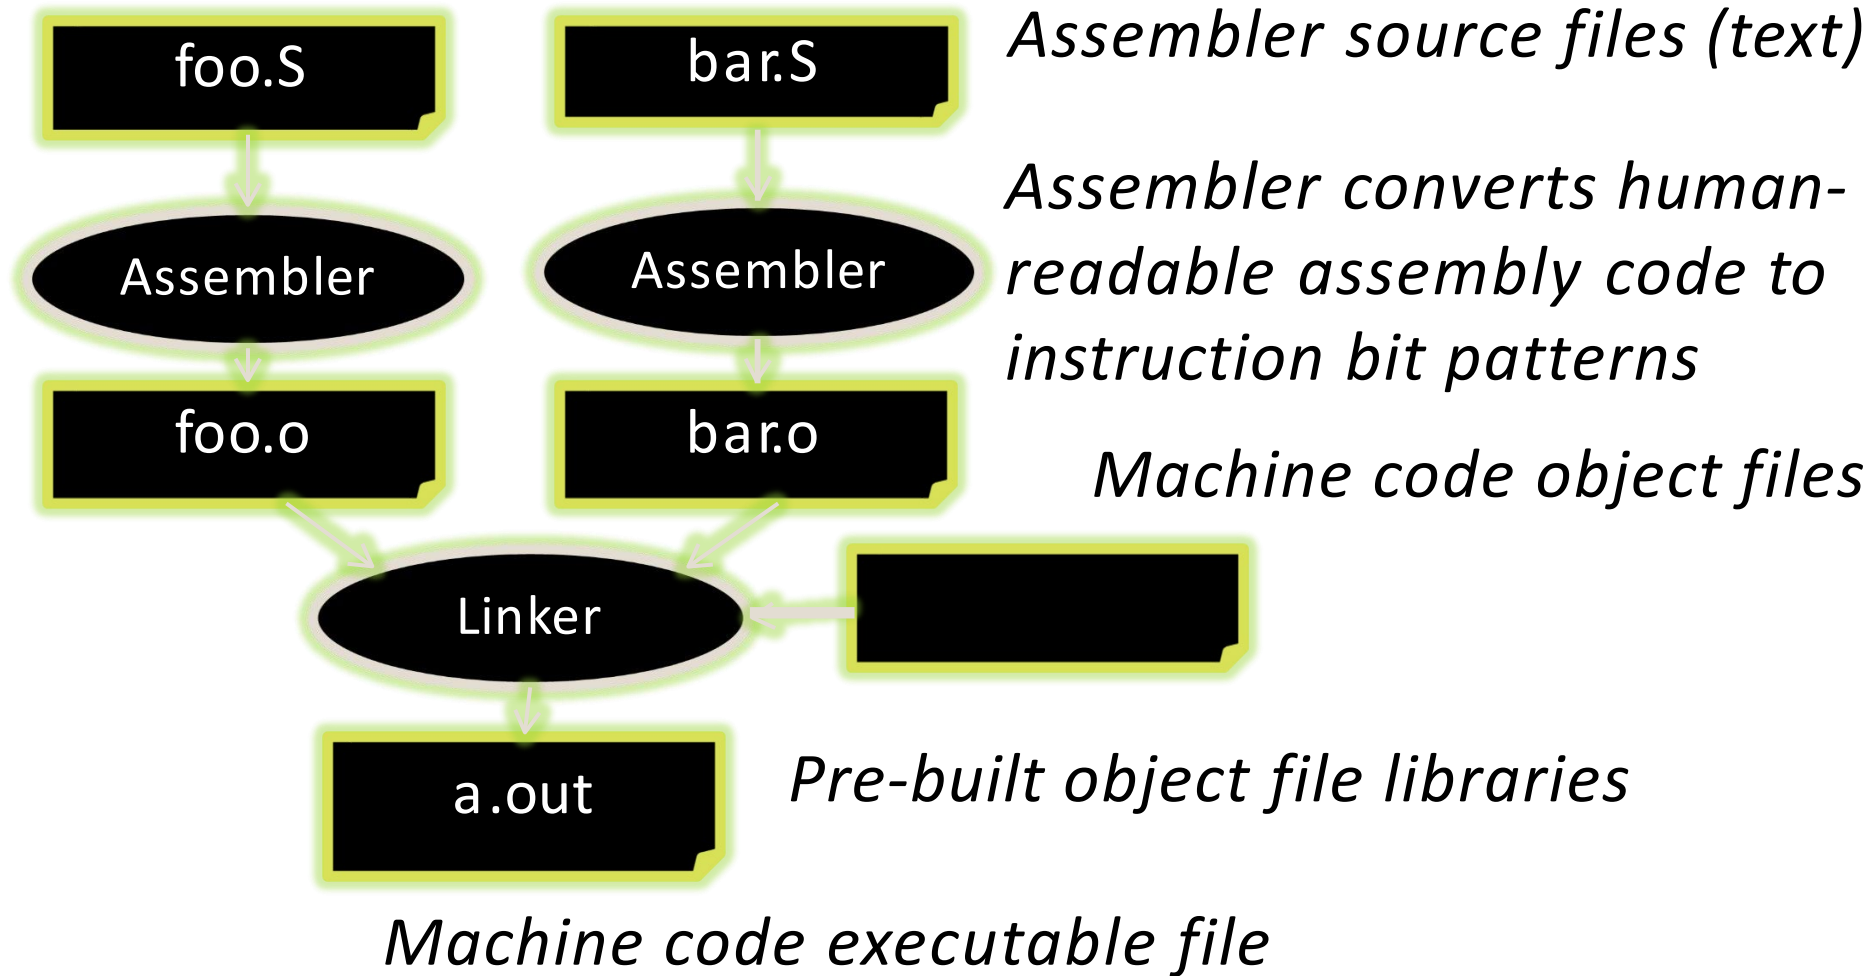 foo.S
bar.S
Assembler source files (text)
Assembler
Assembler
Assembler converts human-
readable assembly code to
instruction bit patterns
foo.o
bar.o
Machine code object files
Linker
a.out
Pre-built object file libraries
Machine code executable file